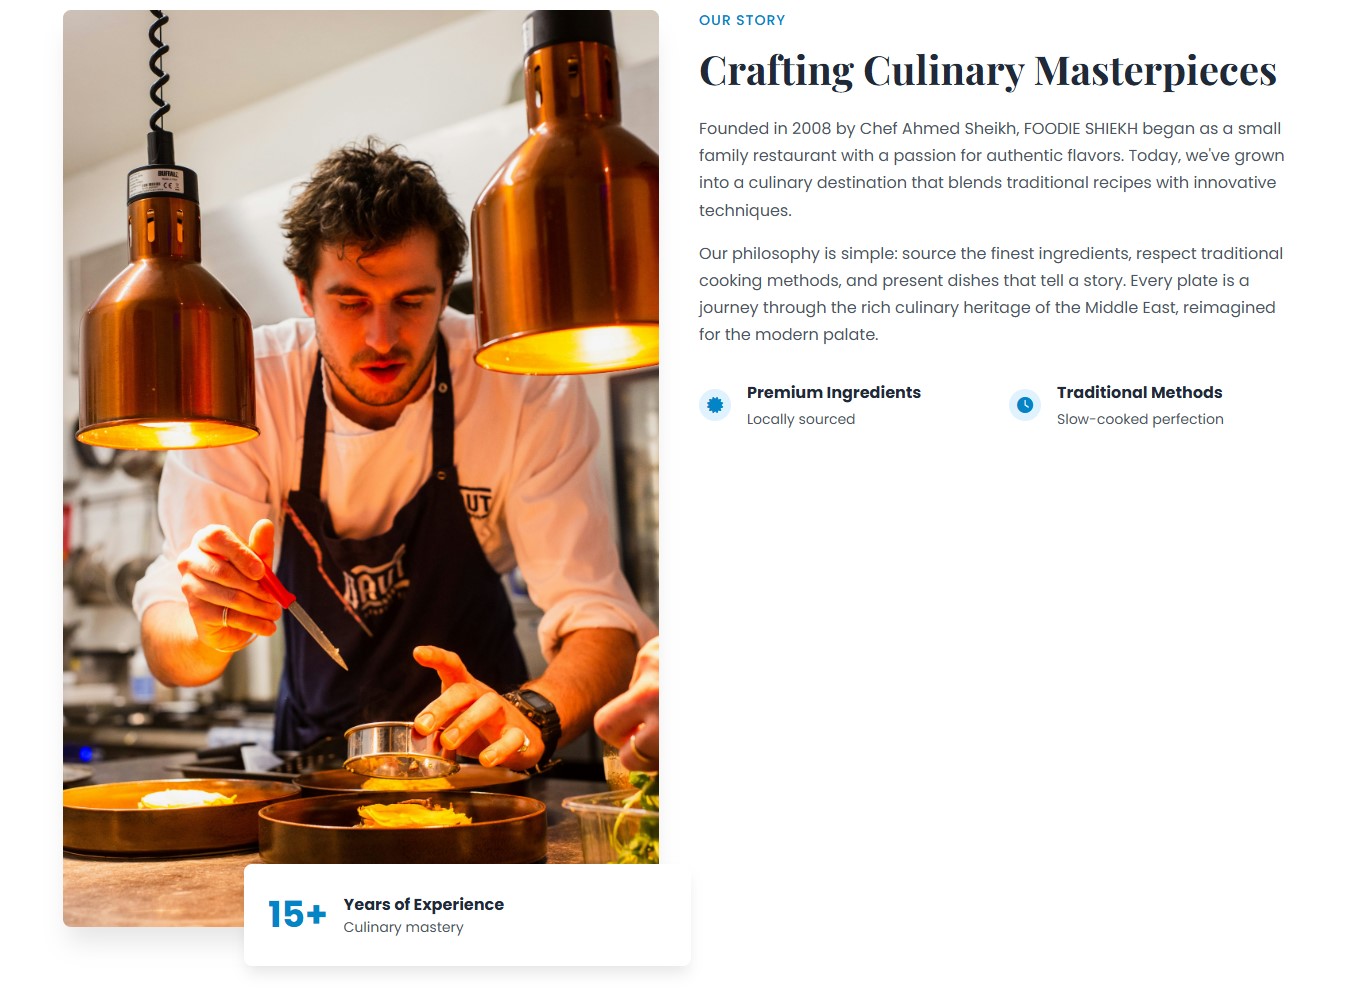 OUR STORY
Crafting Culinary Masterpieces
Founded in 2008 by Chef Ahmed Sheikh, FOODIE SHIEKH began as a small
family restaurant with a passion for authentic flavors. Today, we've grown
into a culinary destination that blends traditional recipes with innovative
techniques.
Our philosophy is simple: source the finest ingredients, respect traditional
cooking methods, and present dishes that tell a story. Every plate is a
journey through the rich culinary heritage of the Middle East, reimagined
for the modern palate.
Premium Ingredients
Locally sourced
Traditional Methods
Slow-cooked perfection
15+
Years of Experience
Culinary mastery